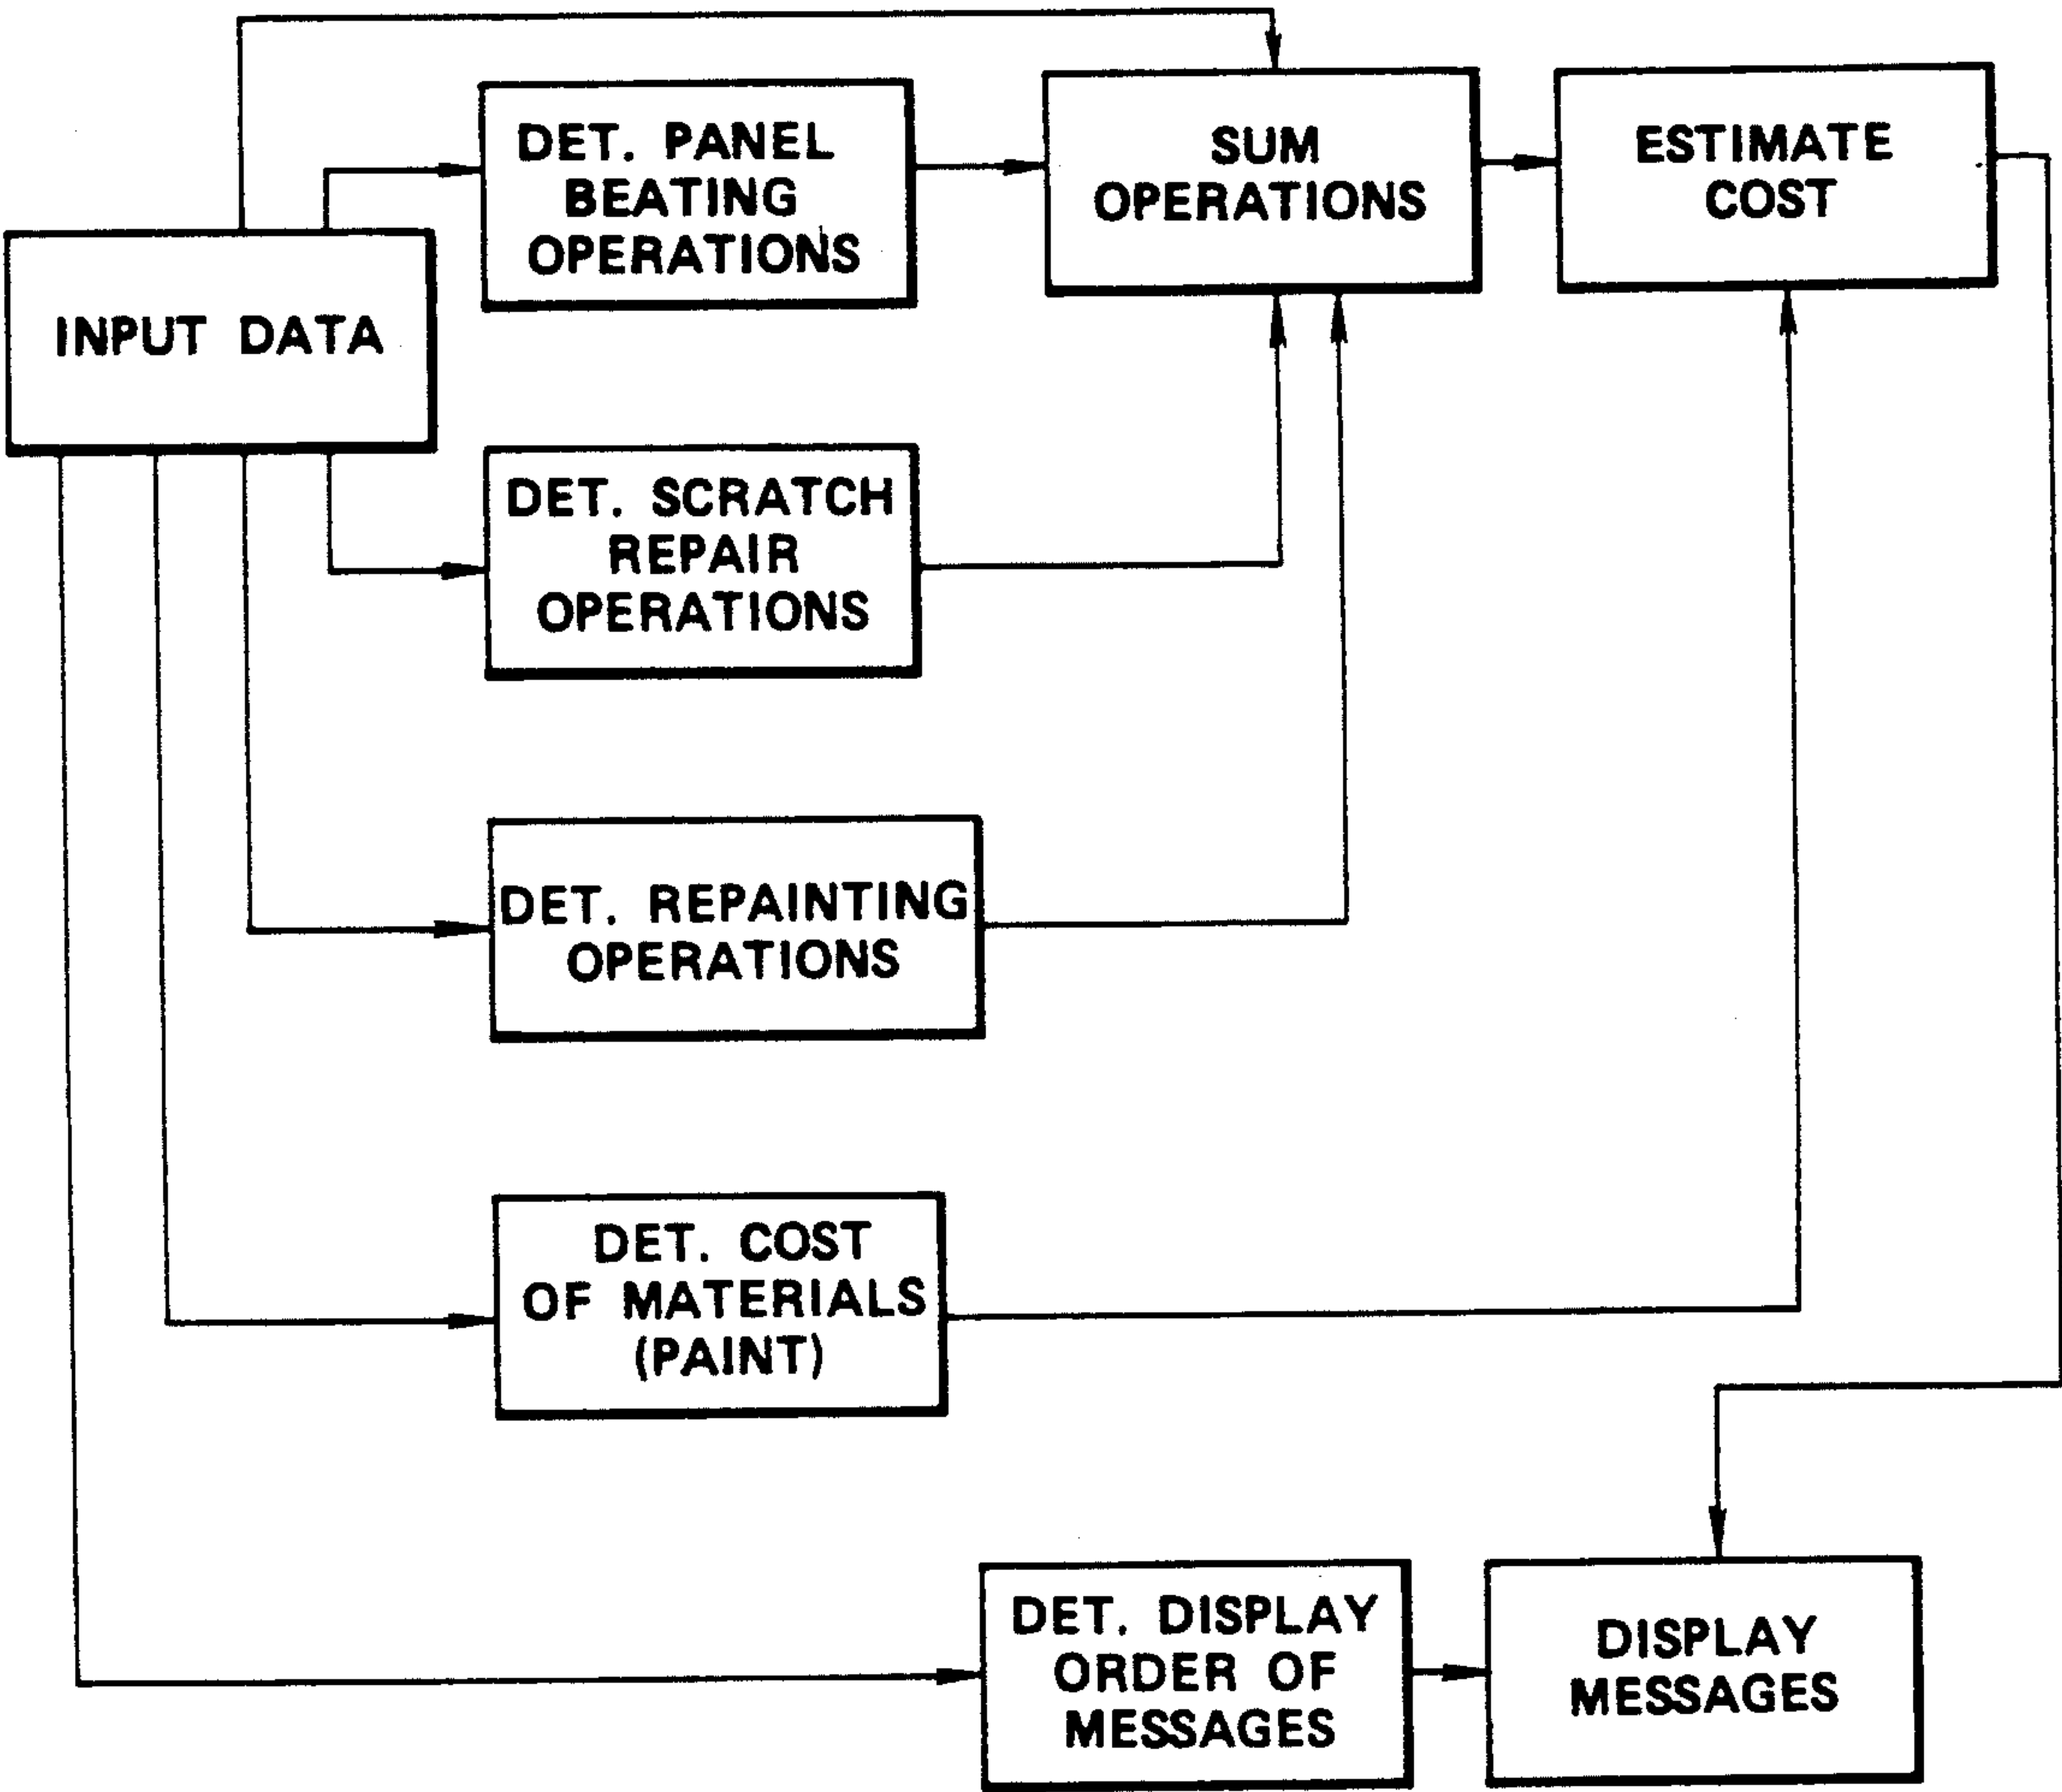 DET. PANEL
BEATING
OPERATIONS
SUM
OPERATIONS
ESTIMATE
COST
INPUT DATA
DET. SCRATCH
REPAIR
OPERATIONS
DET. REPAINTING
OPERATIONS
DET. COST
OF MATERIALS
(PAINT)
DET. DISPLAY
ORDER OF
MESSAGES
DISPLAY
MESSAGES